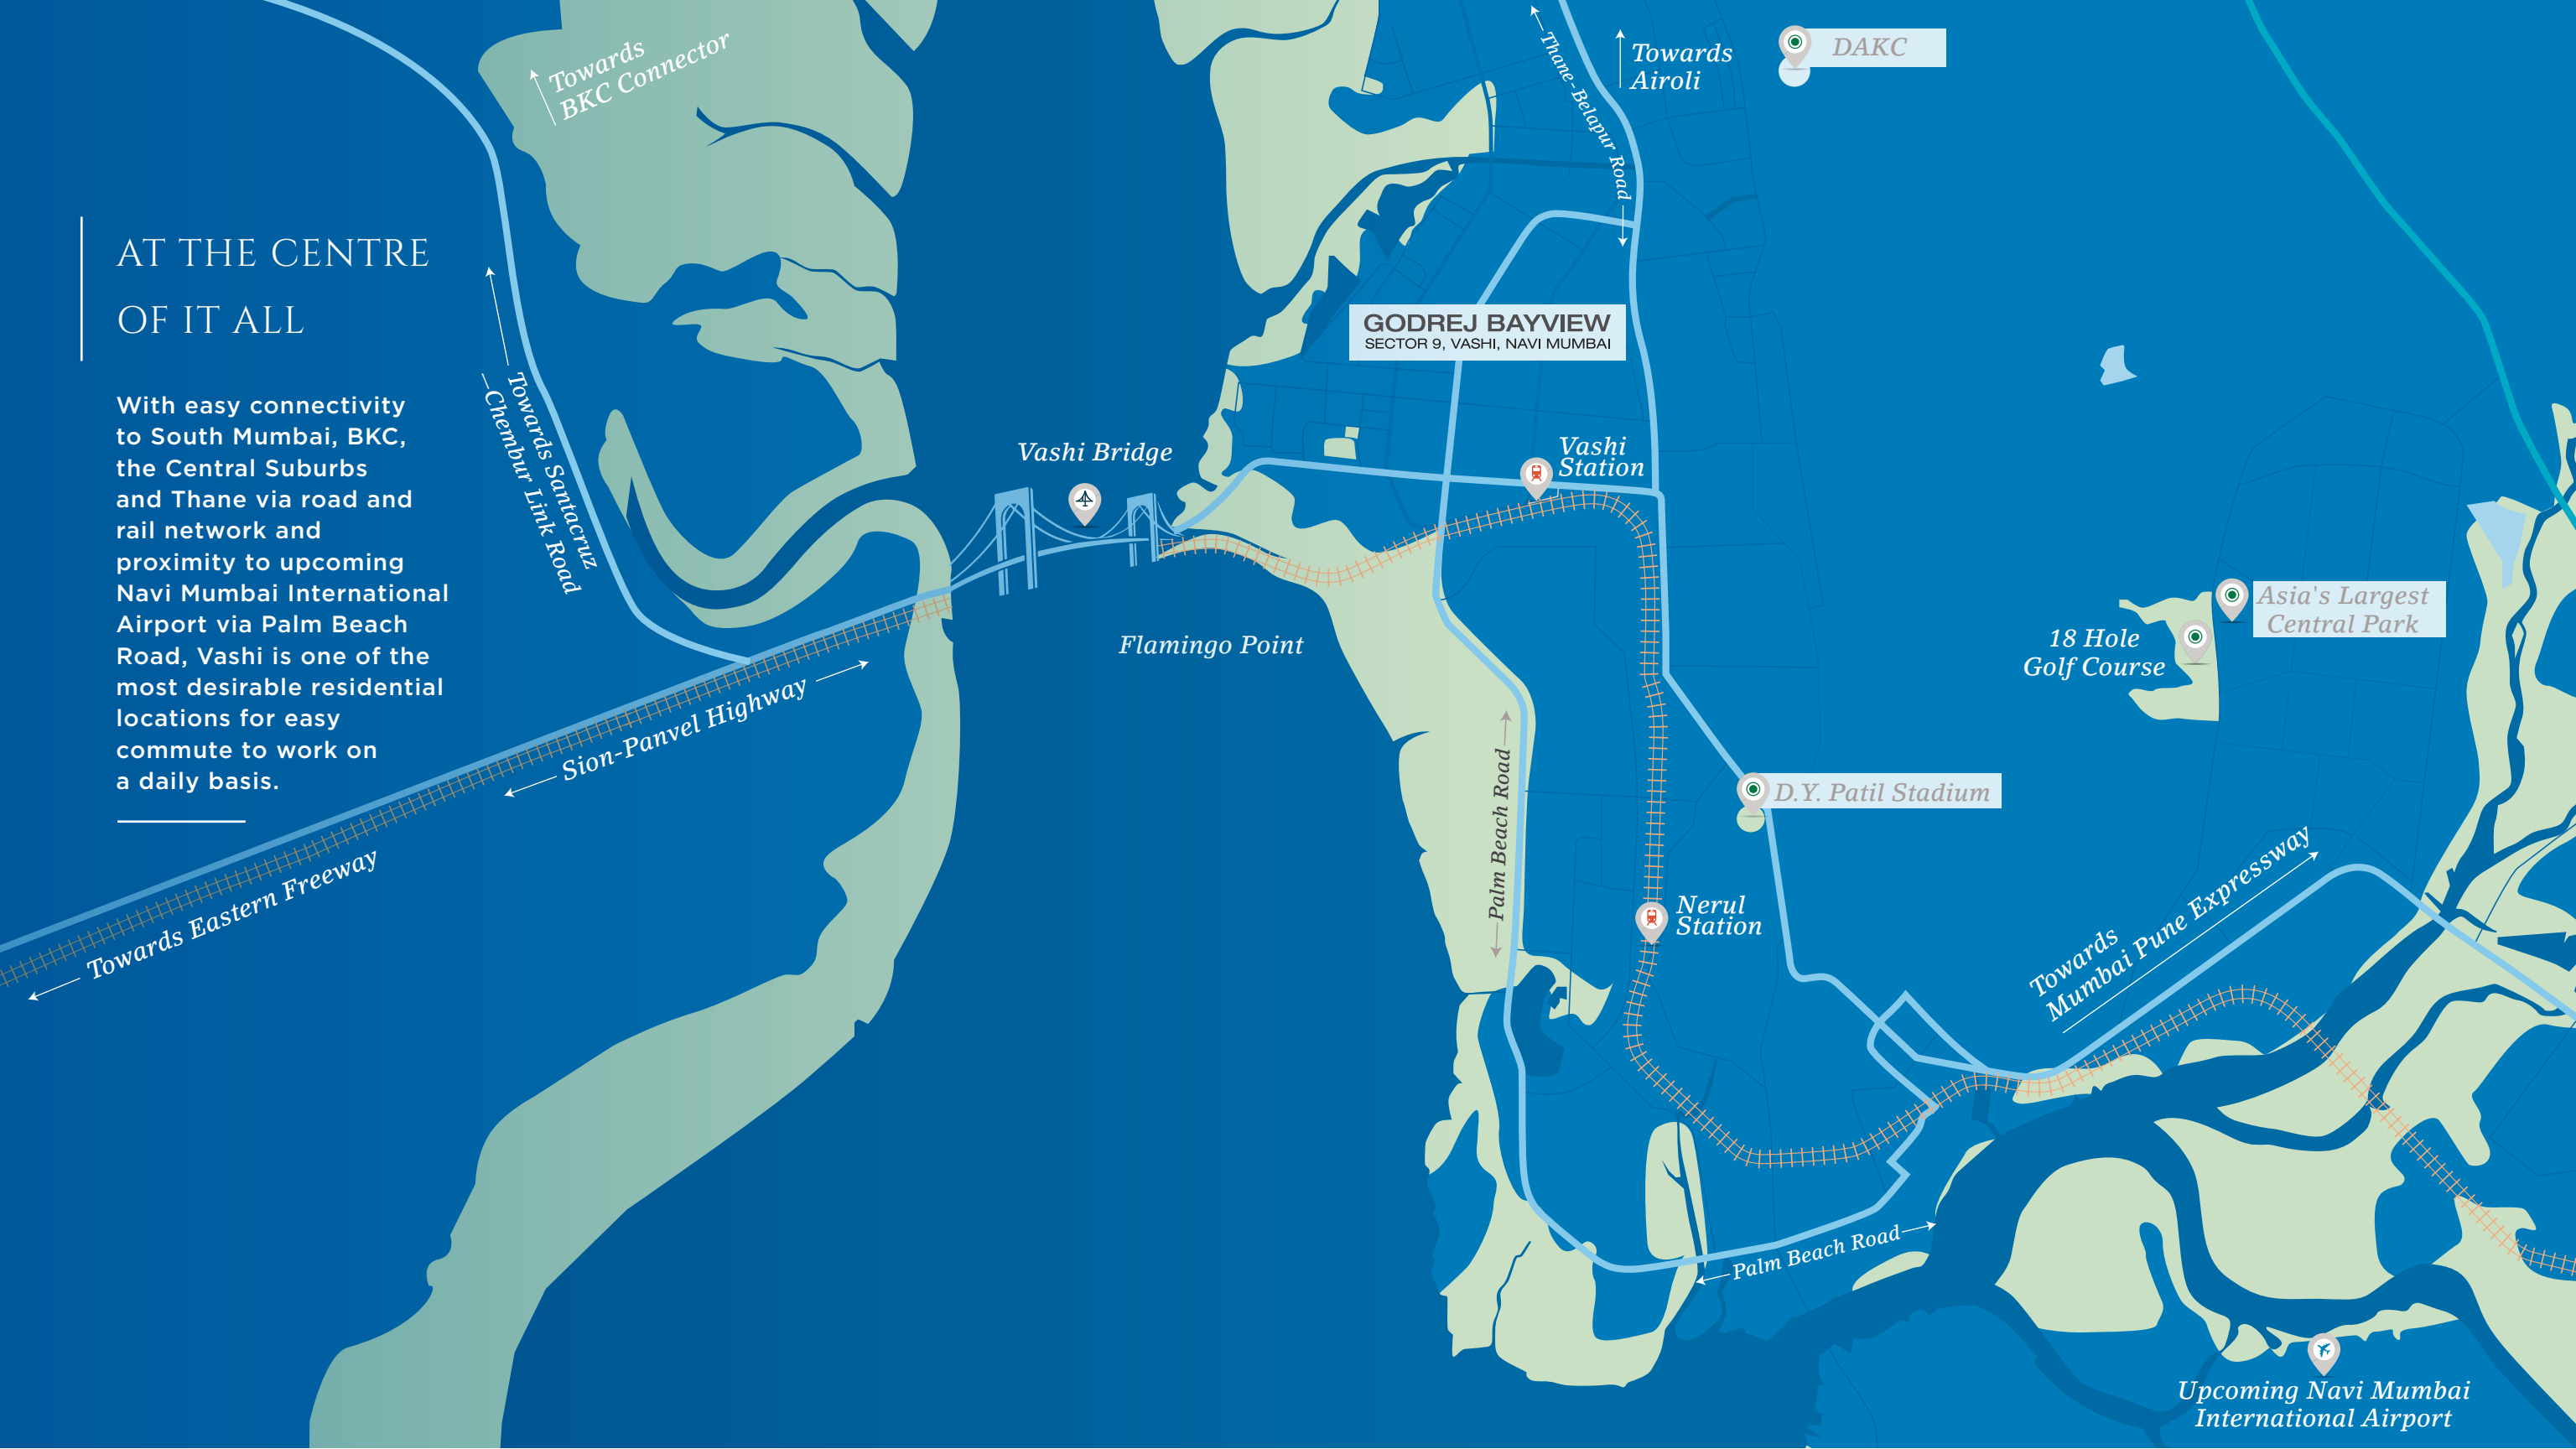 AT THE CENTRE
OF IT ALL
With easy connectivity
to South Mumbai, BKC,
the Central Suburbs
and Thane via road and
rail network and
proximity to upcoming
Navi Mumbai International
Airport via Palm Beach
Road, Vashi is one of the
most desirable residential
locations for easy
commute to work on
a daily basis.
Towards
BKC Connector
Towards Santacruz
–Chembur Link Road
Sion-Panvel Highway
Towards Eastern Freeway
Vashi Bridge
Flamingo Point
Thane-Belapur Road
Towards
Airoli
DAKC
GODREJ BAYVIEW
SECTOR 9, VASHI, NAVI MUMBAI
Vashi
Station
Asia's Largest
Central Park
18 Hole
Golf Course
Palm Beach Road
D.Y. Patil Stadium
Nerul
Station
Towards
Mumbai Pune Expressway
Palm Beach Road
Upcoming Navi Mumbai
International Airport